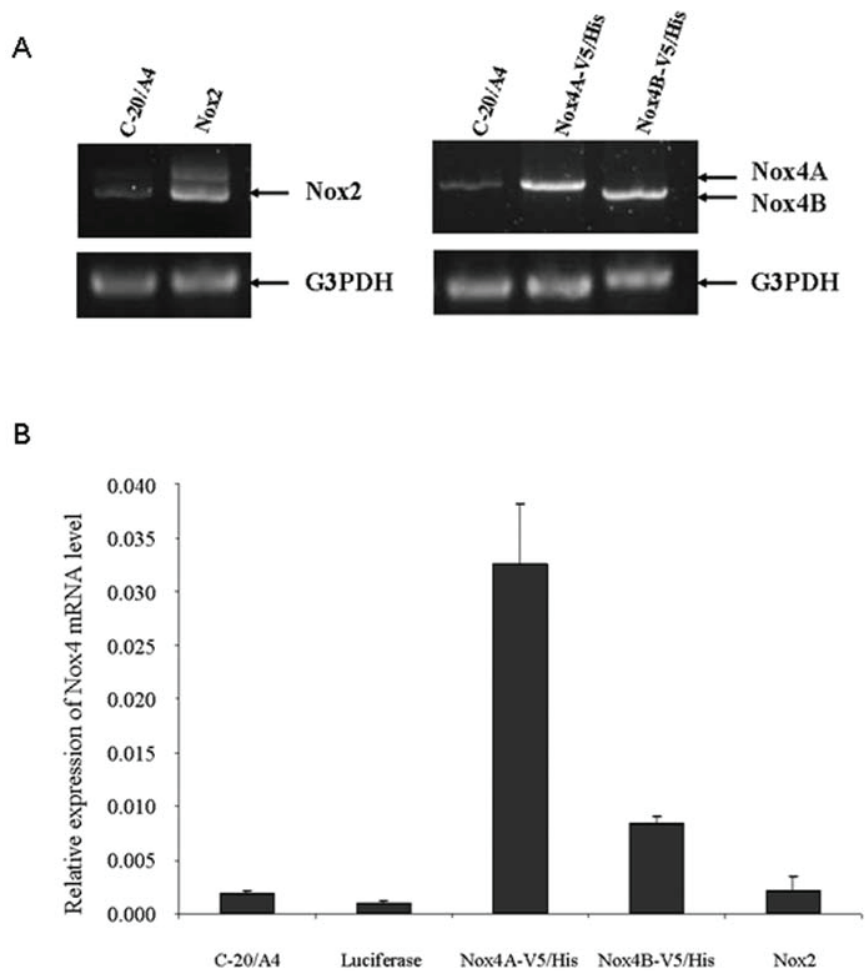 A
C-20/A4
Nox2
Nox2
G3PDH
C-20/A4
Nox4A-V5/His
Nox4B-V5/His
Nox4A
Nox4B
G3PDH
B
Relative expression of Nox4 mRNA level
0.040
0.035
0.030
0.025
0.020
0.015
0.010
0.005
0.000
C-20/A4 Luciferase Nox4A-V5/His Nox4B-V5/His Nox2